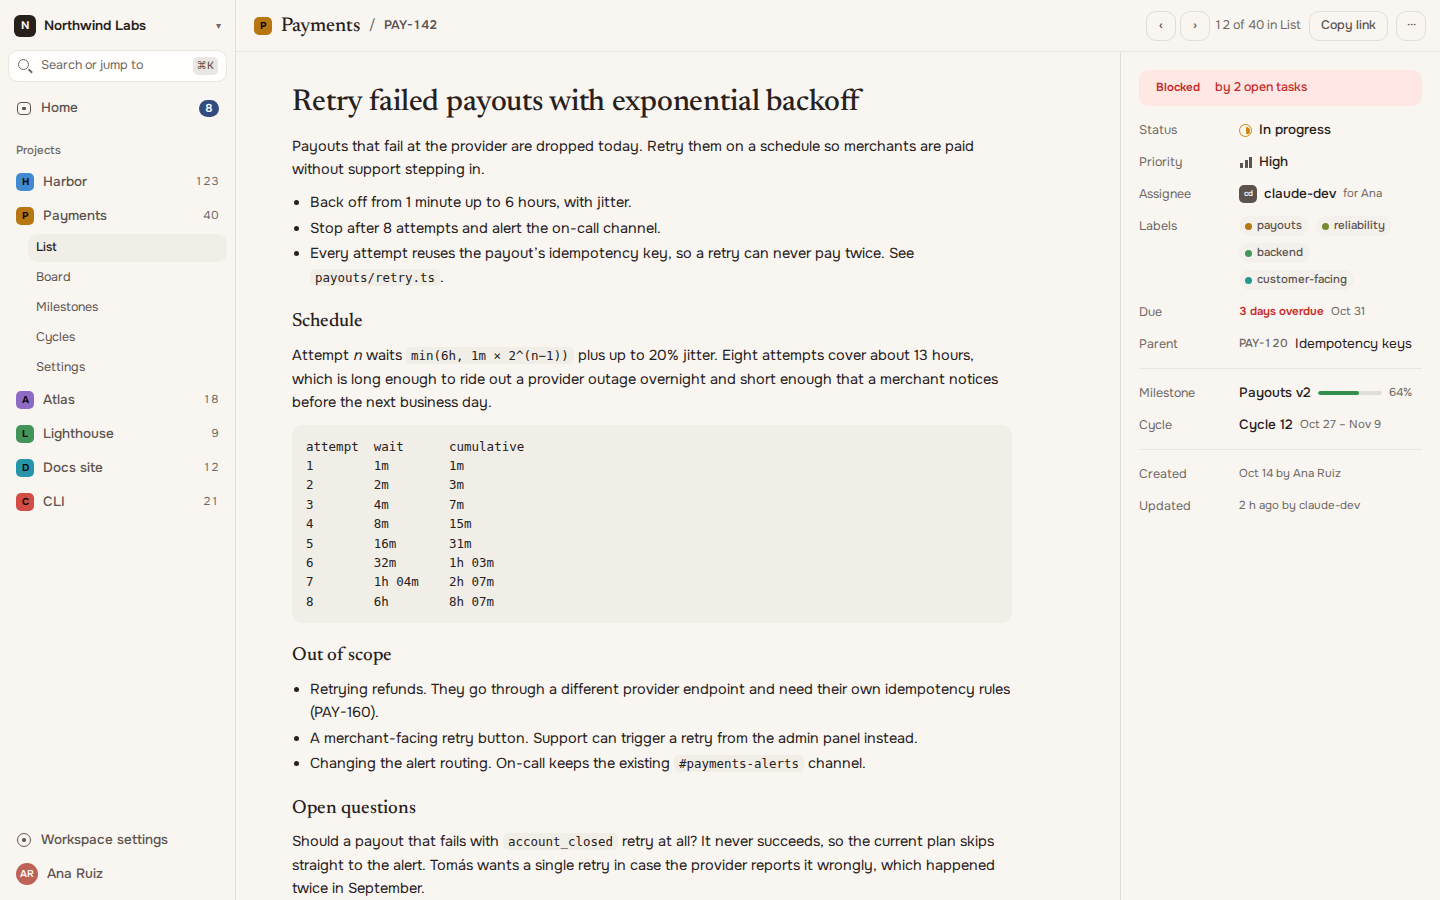 N Northwind Labs ▾
Search or jump to ⌘K
Home 8
Projects
H Harbor 123
P Payments 40
List
Board
Milestones
Cycles
Settings
A Atlas 18
L Lighthouse 9
D Docs site 12
C CLI 21
Workspace settings
AR Ana Ruiz
P Payments / PAY-142
‹ › 12 of 40 in List Copy link ···
Retry failed payouts with exponential backoff
Payouts that fail at the provider are dropped today. Retry them on a schedule so merchants are paid
without support stepping in.
• Back off from 1 minute up to 6 hours, with jitter.
• Stop after 8 attempts and alert the on-call channel.
• Every attempt reuses the payout’s idempotency key, so a retry can never pay twice. See
payouts/retry.ts.
Schedule
Attempt n waits min(6h, 1m × 2^(n−1)) plus up to 20% jitter. Eight attempts cover about 13 hours,
which is long enough to ride out a provider outage overnight and short enough that a merchant notices
before the next business day.
attempt wait cumulative
1 1m 1m
2 2m 3m
3 4m 7m
4 8m 15m
5 16m 31m
6 32m 1h 03m
7 1h 04m 2h 07m
8 6h 8h 07m
Out of scope
• Retrying refunds. They go through a different provider endpoint and need their own idempotency rules
(PAY-160).
• A merchant-facing retry button. Support can trigger a retry from the admin panel instead.
• Changing the alert routing. On-call keeps the existing #payments-alerts channel.
Open questions
Should a payout that fails with account_closed retry at all? It never succeeds, so the current plan skips
straight to the alert. Tomás wants a single retry in case the provider reports it wrongly, which happened
twice in September.
Blocked by 2 open tasks
Status In progress
Priority High
Assignee cd claude-dev for Ana
Labels payouts reliability
backend
customer-facing
Due 3 days overdue Oct 31
Parent PAY-120 Idempotency keys
Milestone Payouts v2 64%
Cycle Cycle 12 Oct 27 – Nov 9
Created Oct 14 by Ana Ruiz
Updated 2 h ago by claude-dev